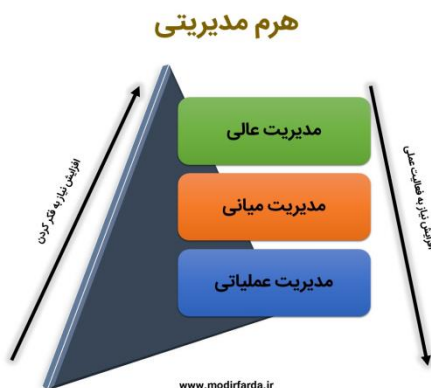 هرم مدیریتی
مدیریت عالی
مدیریت میانی
مدیریت عملیاتی
افزایش نیاز به فکر کردن
افزایش نیاز به فعالیت عملی
www.modirfarda.ir